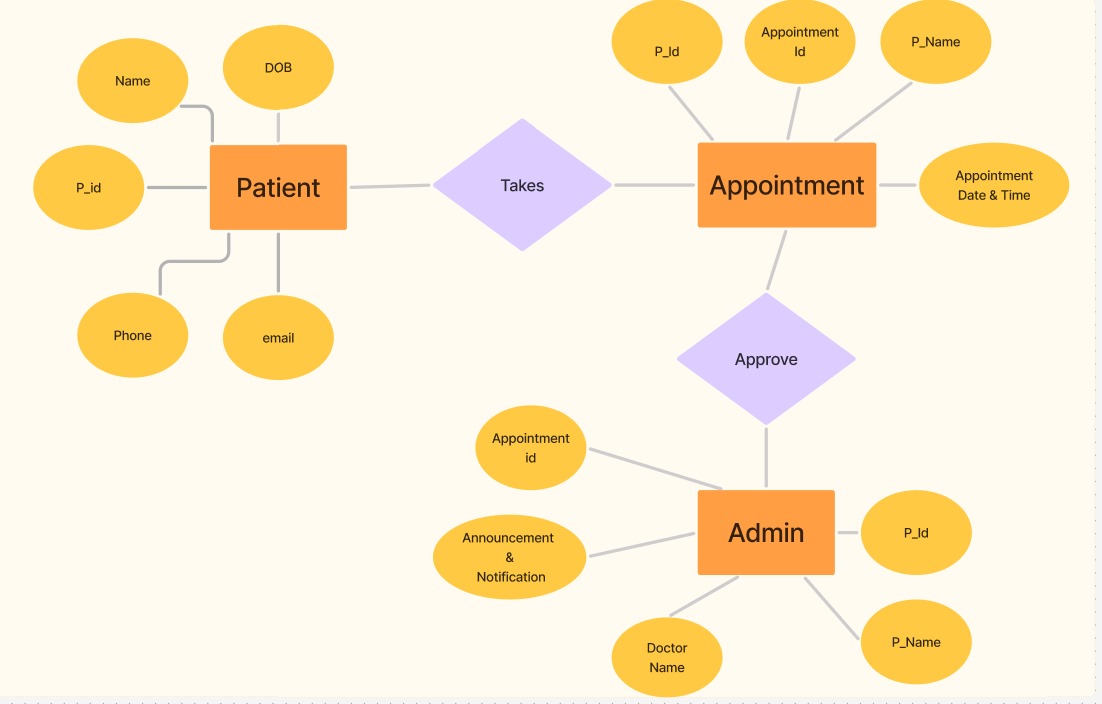 P_Id
Appointment
Id
P_Name
Name
DOB
P_id
Patient
Takes
Appointment
Appointment
Date & Time
Phone
email
Approve
Appointment
id
Announcement
&
Notification
Admin
P_Id
Doctor
Name
P_Name